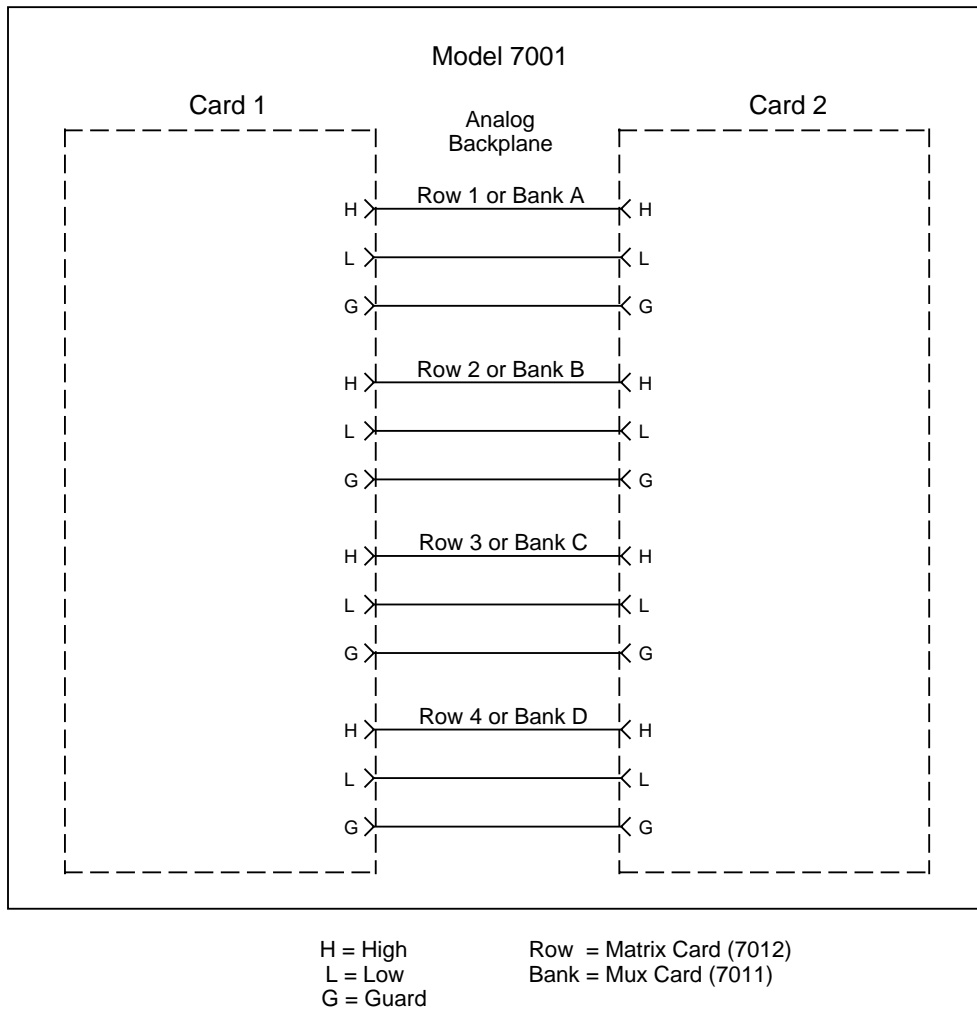 Model 7001
Card 1
Card 2
Analog
Backplane
H Row 1 or Bank A H
L L
G G
H Row 2 or Bank B H
L L
G G
H Row 3 or Bank C H
L L
G G
H Row 4 or Bank D H
L L
G G
H = High Row = Matrix Card (7012)
L = Low Bank = Mux Card (7011)
G = Guard